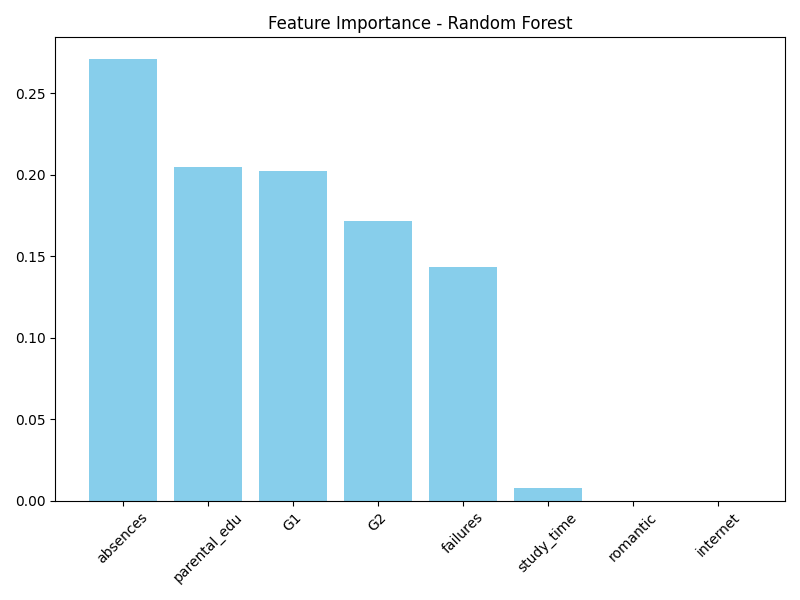 Feature Importance - Random Forest
0.25
0.20
0.15
0.10
0.05
0.00
absences
parental_edu
G1
G2
failures
study_time
romantic
internet